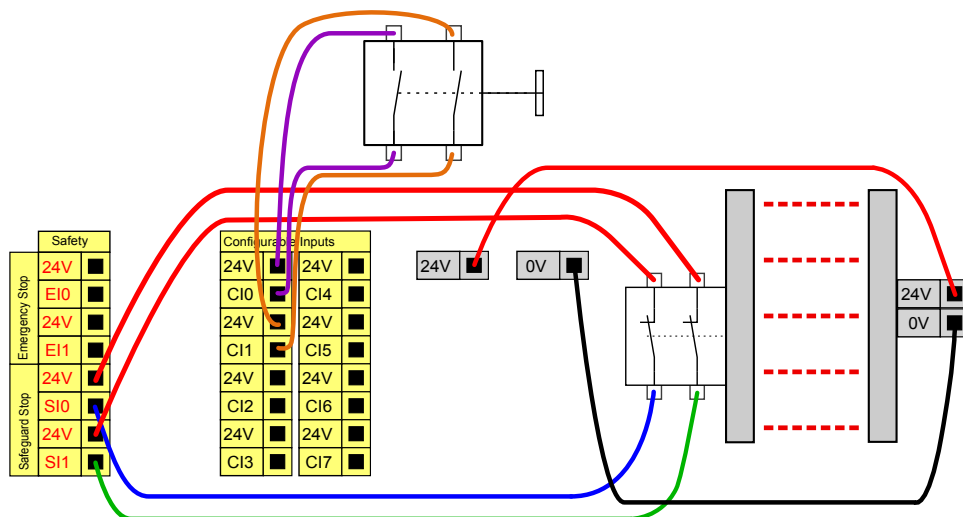 Safety
Emergency Stop
24V
EI0
24V
EI1
Safeguard Stop
24V
SI0
24V
SI1
Configurable Inputs
24V 24V
CI0 CI4
24V 24V
CI1 CI5
24V 24V
CI2 CI6
24V 24V
CI3 CI7
24V 0V
24V
0V